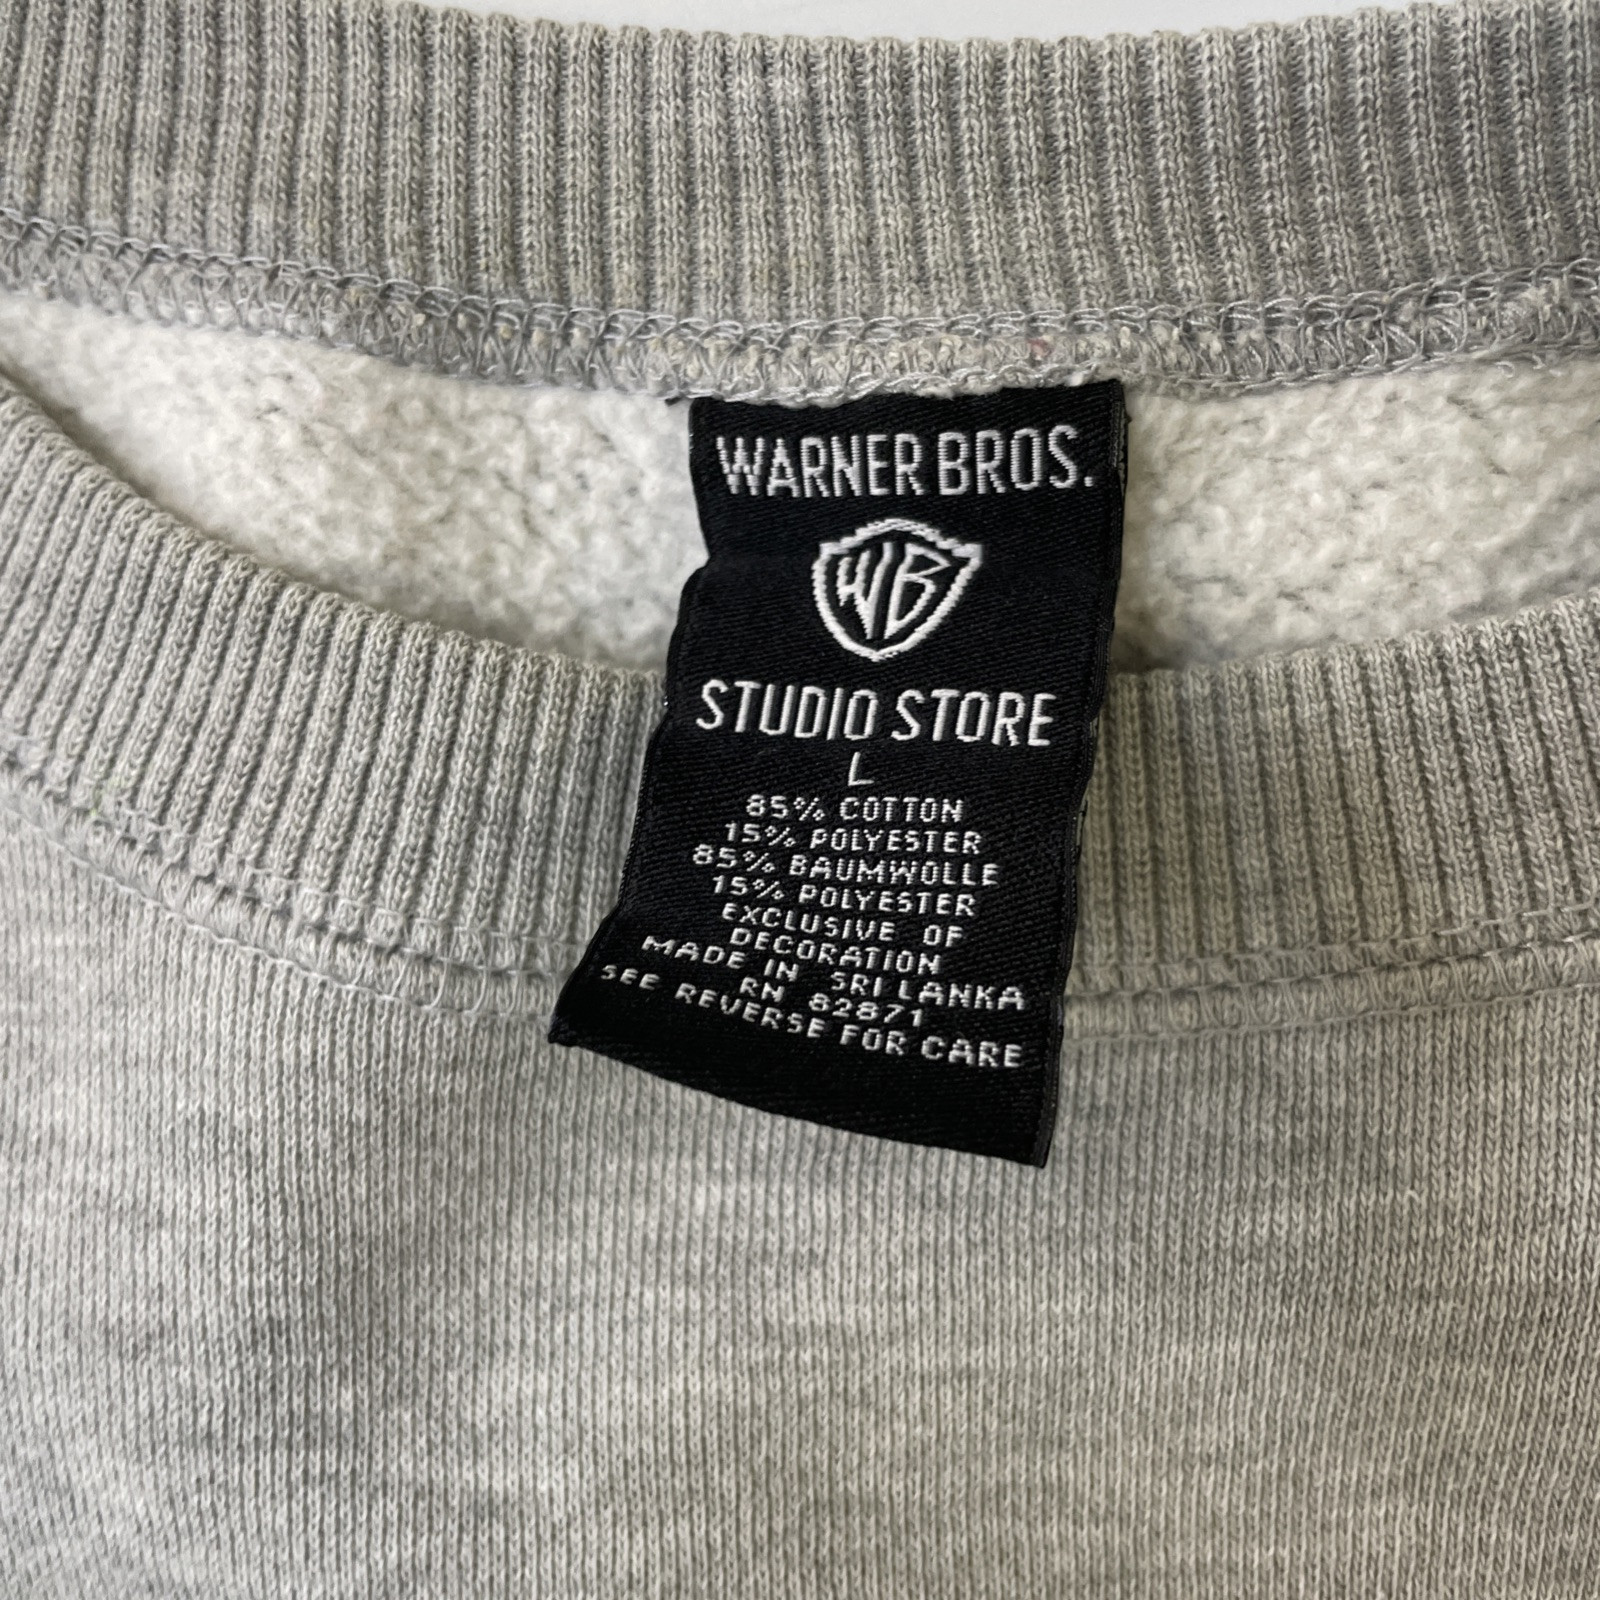 WARNER BROS.
WB
STUDIO STORE
L
85% COTTON
15% POLYESTER
85% BAUMWOLLE
15% POLYESTER
EXCLUSIVE OF
DECORATION
MADE IN SRI LANKA
RN 82871
SEE REVERSE FOR CARE